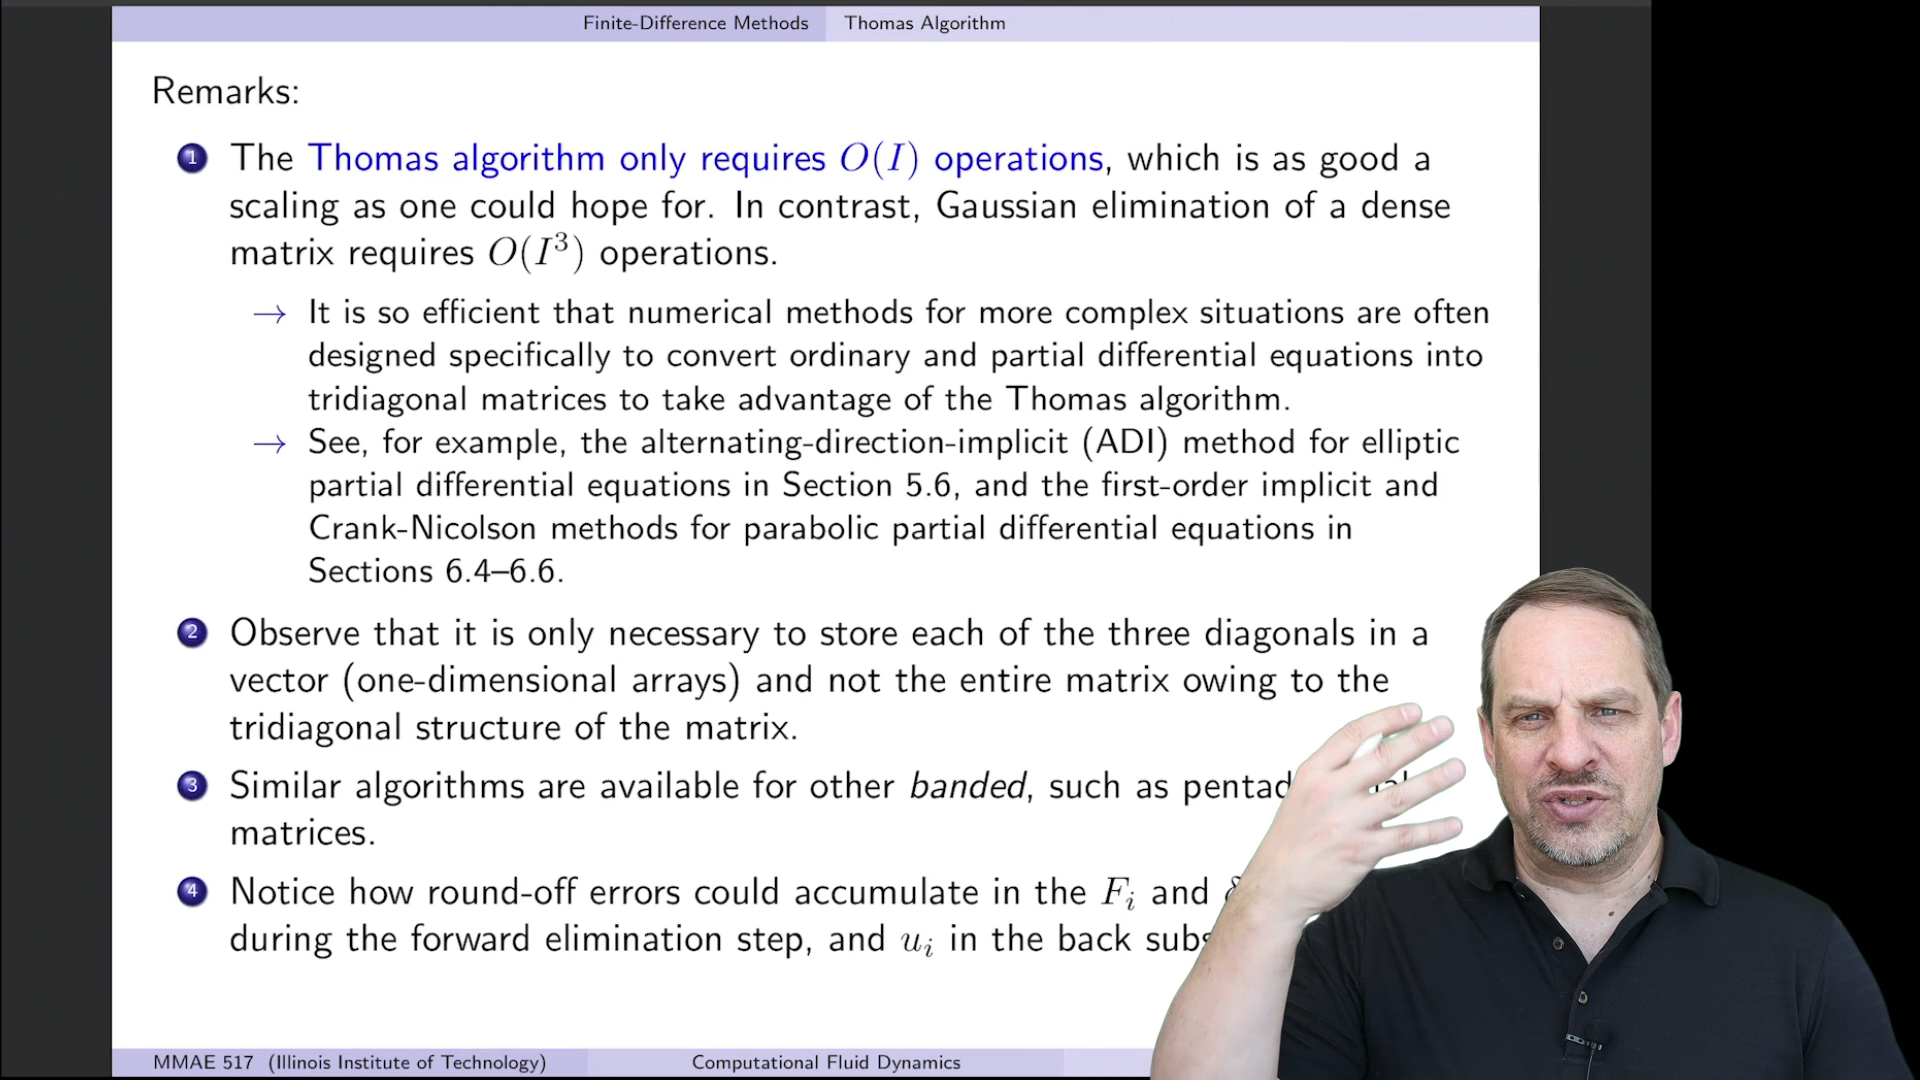 Finite-Difference Methods Thomas Algorithm
Remarks:
1 The Thomas algorithm only requires O(I) operations, which is as good a
scaling as one could hope for. In contrast, Gaussian elimination of a dense
matrix requires O(I³) operations.
→ It is so efficient that numerical methods for more complex situations are often
designed specifically to convert ordinary and partial differential equations into
tridiagonal matrices to take advantage of the Thomas algorithm.
→ See, for example, the alternating-direction-implicit (ADI) method for elliptic
partial differential equations in Section 5.6, and the first-order implicit and
Crank-Nicolson methods for parabolic partial differential equations in
Sections 6.4–6.6.
2 Observe that it is only necessary to store each of the three diagonals in a
vector (one-dimensional arrays) and not the entire matrix owing to the
tridiagonal structure of the matrix.
3 Similar algorithms are available for other banded, such as
matrices.
4 Notice how round-off errors could accumulate in the Fᵢ and
during the forward elimination step, and uᵢ in the back
MMAE 517 (Illinois Institute of Technology) Computational Fluid Dynamics